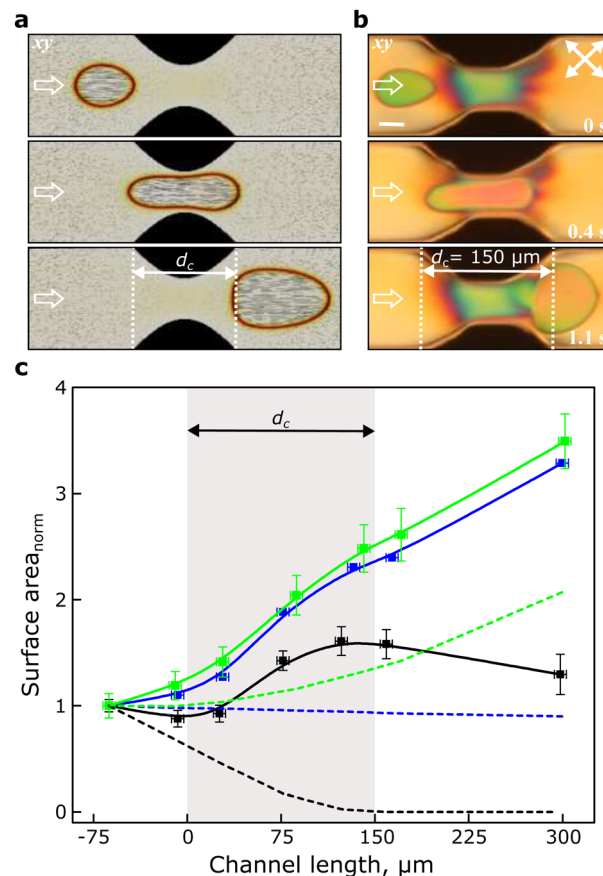 a
b
xy
xy
0 s
0.4 s
d_c
d_c= 150 µm
1.1 s
c
4
d_c
3
2
1
0
Surface area_norm
-75
0
75
150
225
300
Channel length, µm